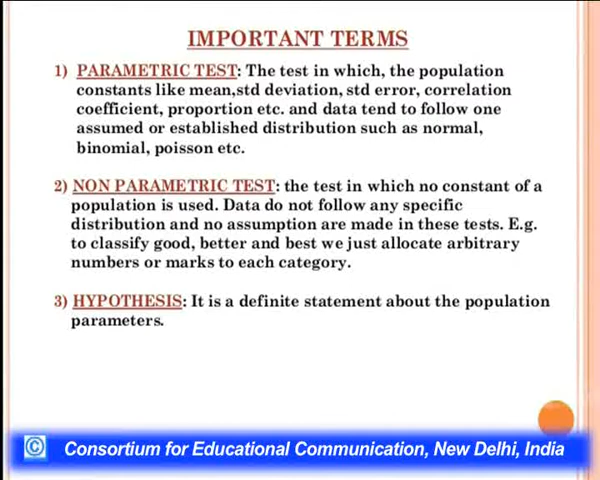 IMPORTANT TERMS
1) PARAMETRIC TEST: The test in which, the population
constants like mean,std deviation, std error, correlation
coefficient, proportion etc. and data tend to follow one
assumed or established distribution such as normal,
binomial, poisson etc.
2) NON PARAMETRIC TEST: the test in which no constant of a
population is used. Data do not follow any specific
distribution and no assumption are made in these tests. E.g.
to classify good, better and best we just allocate arbitrary
numbers or marks to each category.
3) HYPOTHESIS: It is a definite statement about the population
parameters.
© Consortium for Educational Communication, New Delhi, India